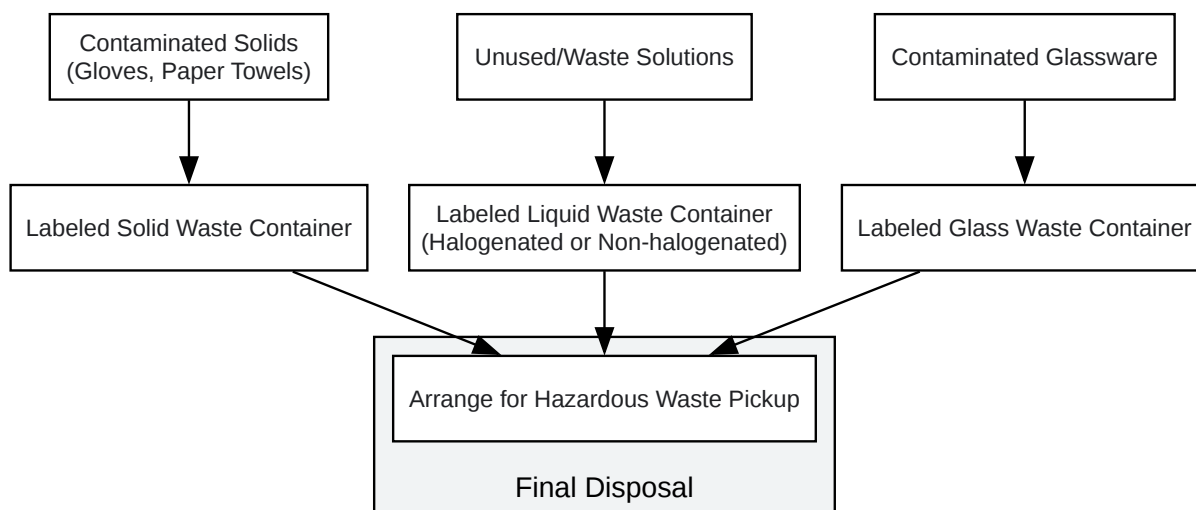 Contaminated Solids
(Gloves, Paper Towels)
Unused/Waste Solutions
Contaminated Glassware
Labeled Solid Waste Container
Labeled Liquid Waste Container
(Halogenated or Non-halogenated)
Labeled Glass Waste Container
Arrange for Hazardous Waste Pickup
Final Disposal